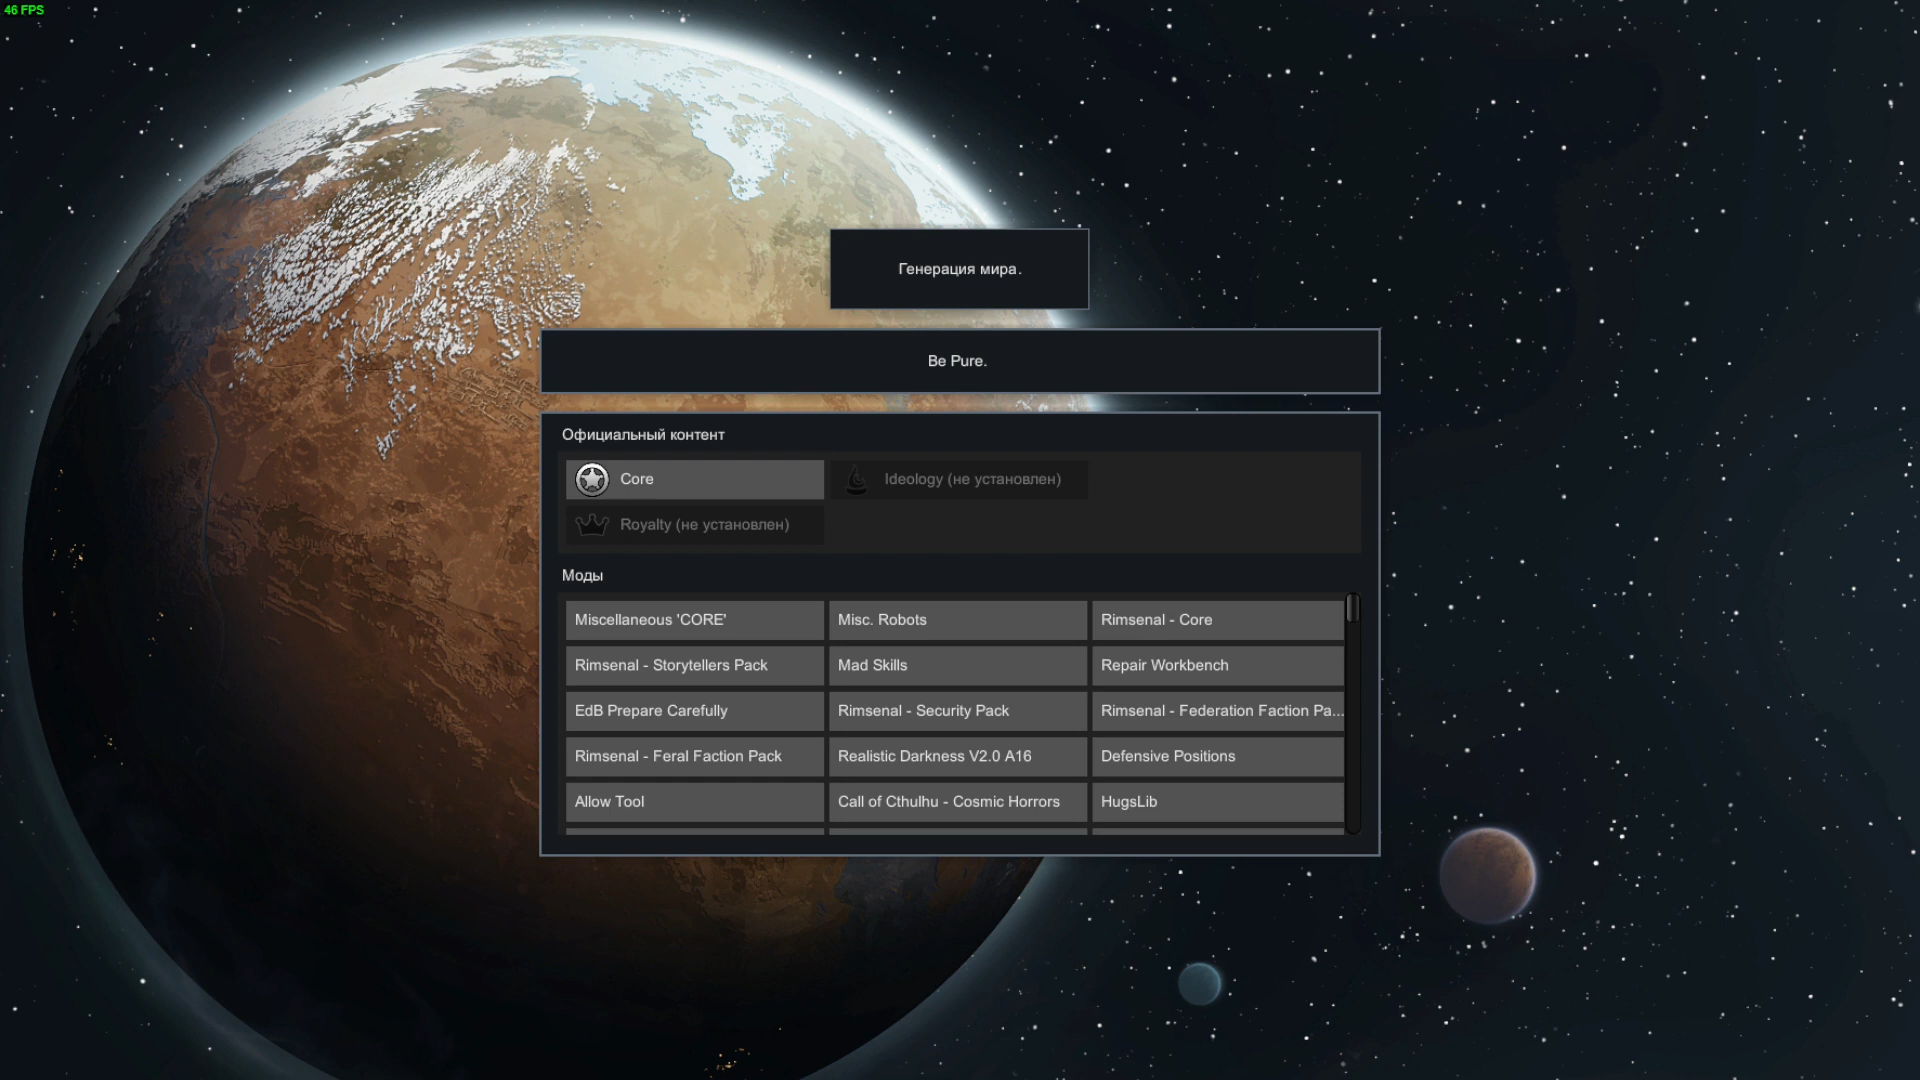 46 FPS
Генерация мира.
Be Pure.
Официальный контент
Core
Ideology (не установлен)
Royalty (не установлен)
Моды
Miscellaneous 'CORE'
Misc. Robots
Rimsenal - Core
Rimsenal - Storytellers Pack
Mad Skills
Repair Workbench
EdB Prepare Carefully
Rimsenal - Security Pack
Rimsenal - Federation Faction Pa...
Rimsenal - Feral Faction Pack
Realistic Darkness V2.0 A16
Defensive Positions
Allow Tool
Call of Cthulhu - Cosmic Horrors
HugsLib